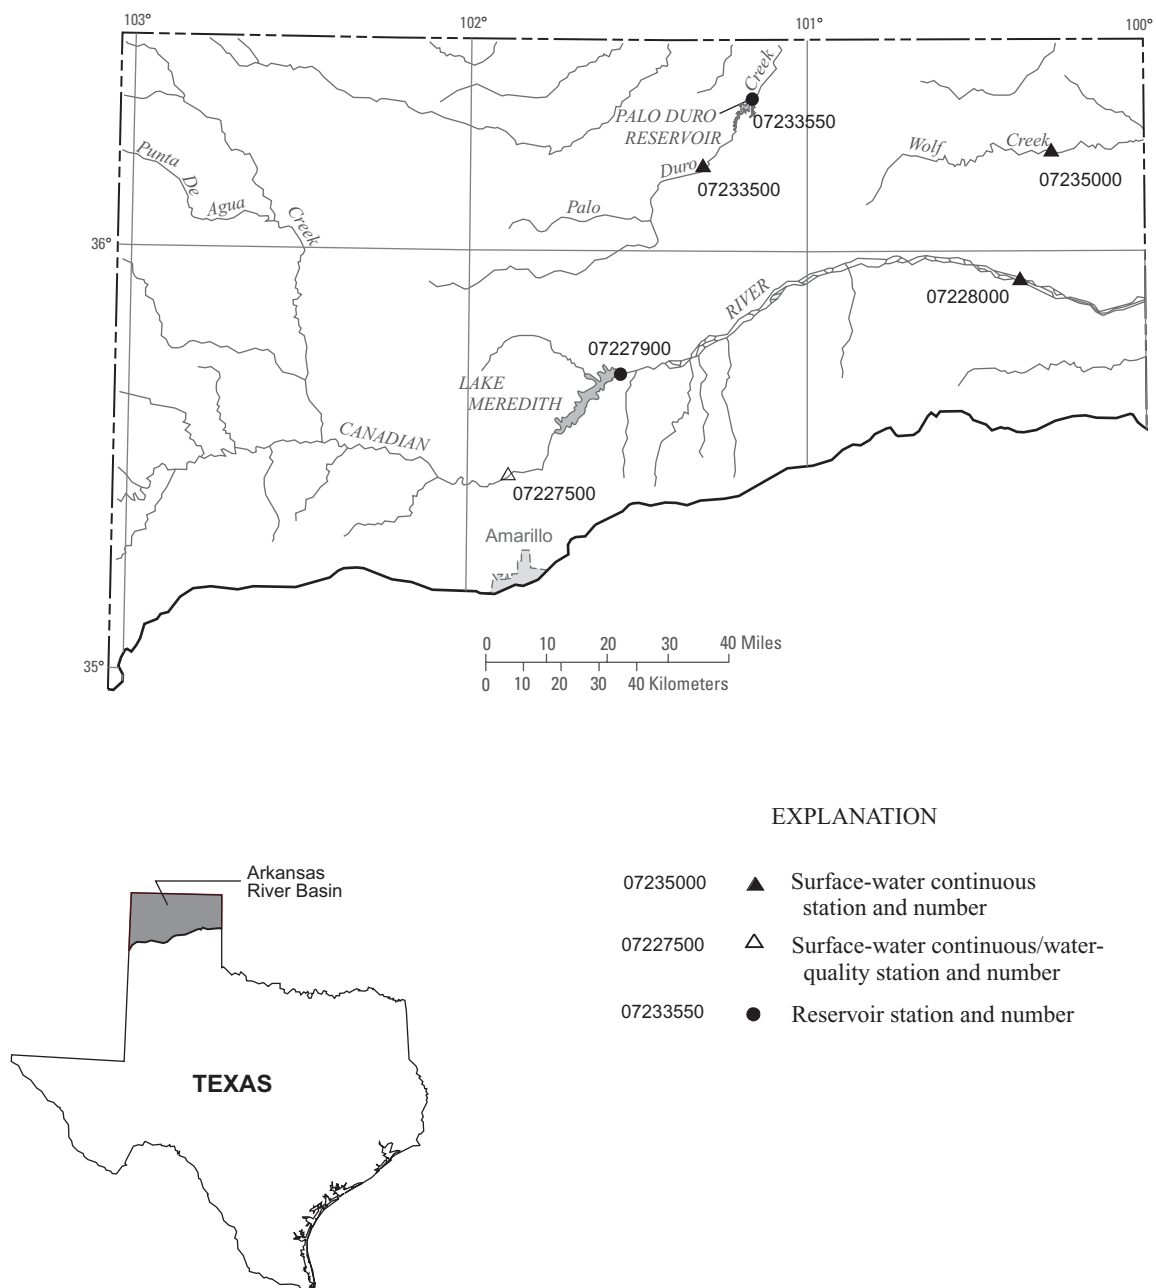 103°
102°
101°
100°
Creek
PALO DURO
RESERVOIR
07233550
Wolf
Creek
Punta
De
Agua
Creek
Duro
07233500
07235000
Palo
36°
RIVER
07228000
07227900
LAKE
MEREDITH
CANADIAN
07227500
Amarillo
0 10 20 30 40 Miles
35°
0 10 20 30 40 Kilometers
EXPLANATION
Arkansas
River Basin
07235000 Surface-water continuous
station and number
07227500 Surface-water continuous/water-
quality station and number
07233550 Reservoir station and number
TEXAS